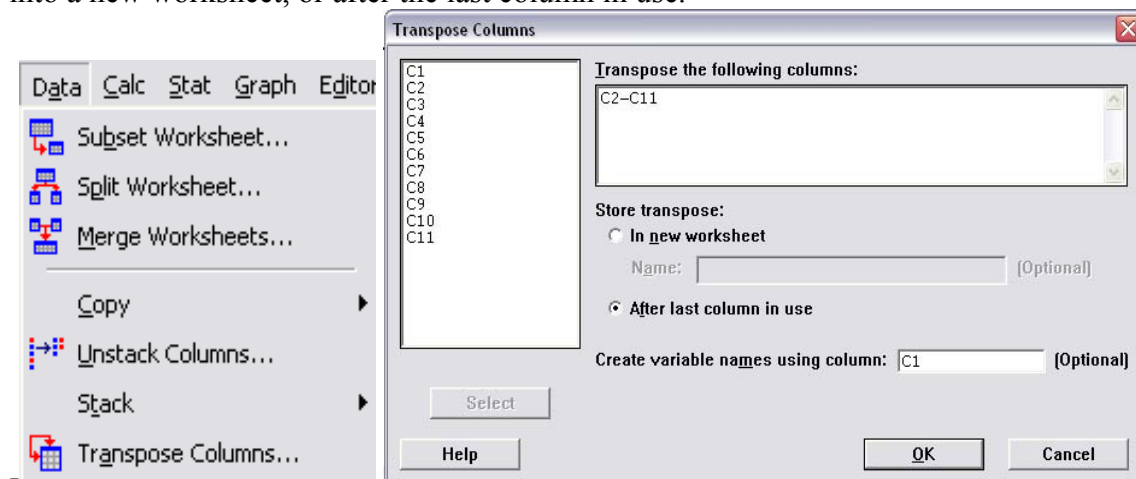 into a new worksheet, or after the last column in use.
Data Calc Stat Graph Editor
Subset Worksheet...
Split Worksheet...
Merge Worksheets...
Copy
Unstack Columns...
Stack
Transpose Columns...
Transpose Columns
C1
C2
C3
C4
C5
C6
C7
C8
C9
C10
C11
Transpose the following columns:
C2-C11
Store transpose:
In new worksheet
Name: (Optional)
After last column in use
Create variable names using column: C1 (Optional)
Select
Help OK Cancel